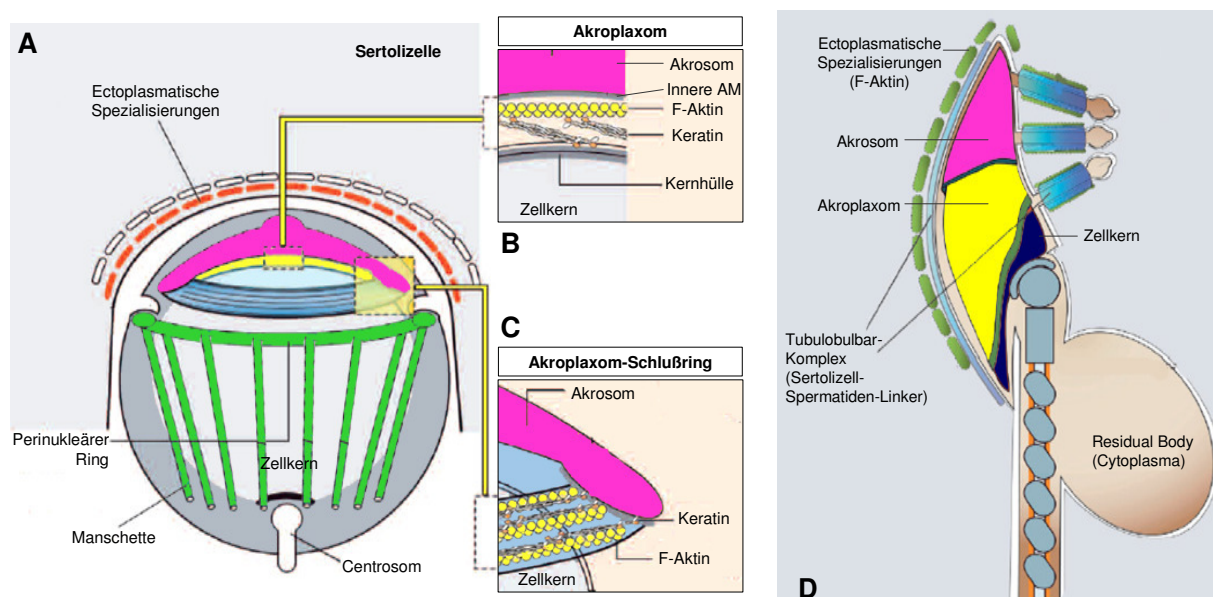 A
Sertolizelle
Ectoplasmatische
Spezialisierungen
Perinukleärer
Ring
Zellkern
Manschette
Centrosom
Akroplaxom
Akrosom
Innere AM
F-Aktin
Keratin
Kernhülle
Zellkern
B
C
Akroplaxom-Schlußring
Akrosom
Keratin
F-Aktin
Zellkern
Ectoplasmatische
Spezialisierungen
(F-Aktin)
Akrosom
Akroplaxom
Zellkern
Tubulobulbar-
Komplex
(Sertolizell-
Spermatiden-Linker)
Residual Body
(Cytoplasma)
D